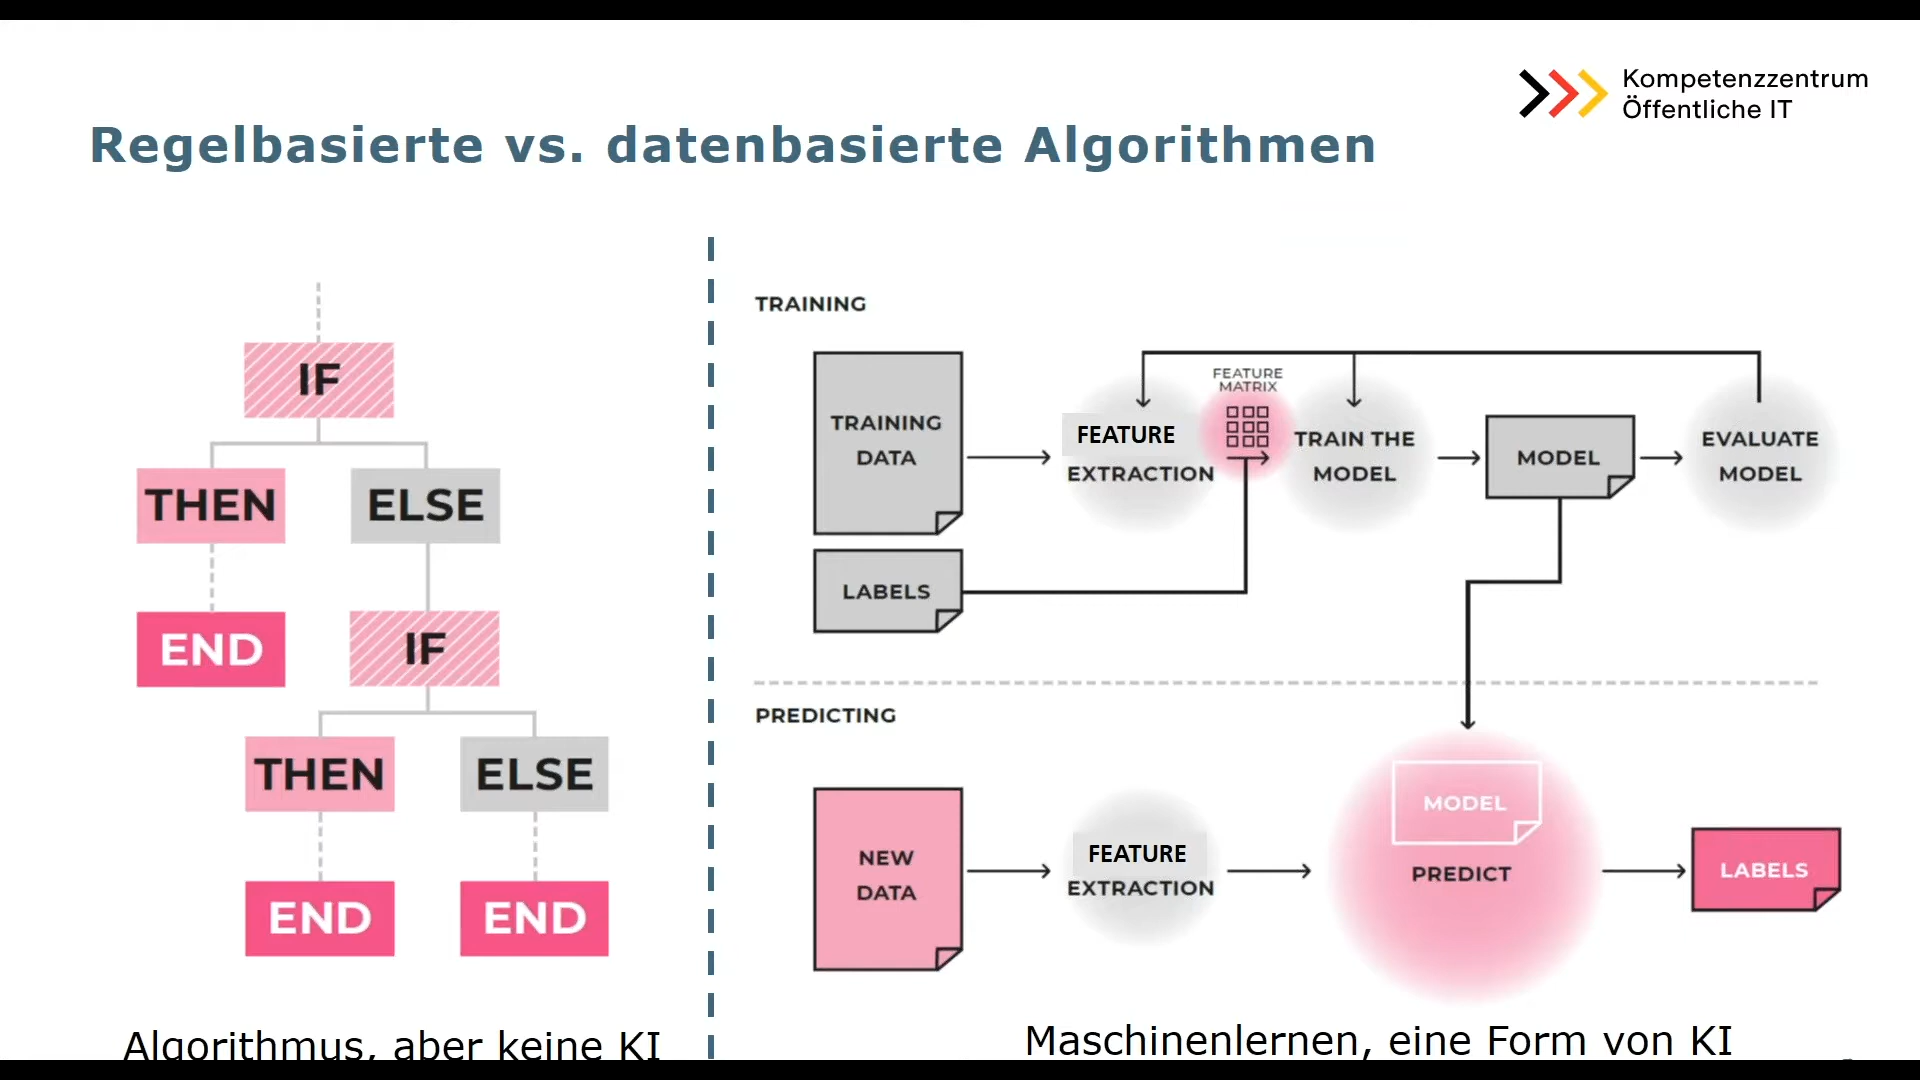 Kompetenzzentrum
Öffentliche IT
Regelbasierte vs. datenbasierte Algorithmen
IF
THEN
ELSE
END
IF
THEN
ELSE
END
END
Algorithmus, aber keine KI
TRAINING
TRAINING
DATA
LABELS
FEATURE
EXTRACTION
FEATURE
MATRIX
TRAIN THE
MODEL
MODEL
EVALUATE
MODEL
PREDICTING
NEW
DATA
FEATURE
EXTRACTION
MODEL
PREDICT
LABELS
Maschinenlernen, eine Form von KI